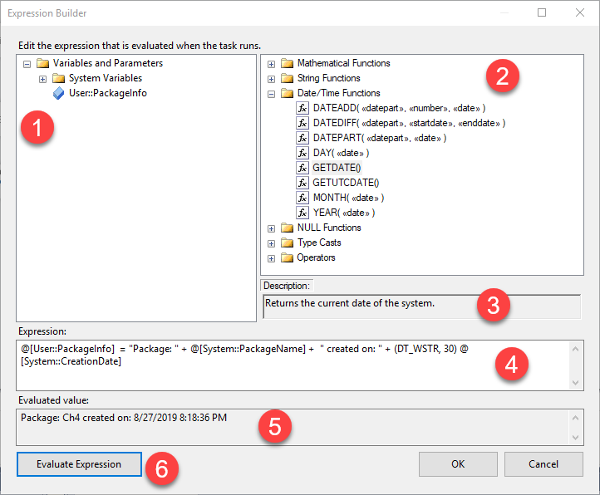 Expression Builder
Edit the expression that is evaluated when the task runs.
Variables and Parameters
System Variables
User::PackageInfo
1
Mathematical Functions
2
String Functions
Date/Time Functions
DATEADD( «datepart», «number», «date» )
DATEDIFF( «datepart», «startdate», «enddate» )
DATEPART( «datepart», «date» )
DAY( «date» )
GETDATE()
GETUTCDATE()
MONTH( «date» )
YEAR( «date» )
NULL Functions
Type Casts
Operators
Description:
Returns the current date of the system.
3
Expression:
@[User::PackageInfo]  = "Package: " + @[System::PackageName] +  " created on: " + (DT_WSTR, 30) @
[System::CreationDate]
4
Evaluated value:
Package: Ch4 created on: 8/27/2019 8:18:36 PM
5
Evaluate Expression
6
OK
Cancel